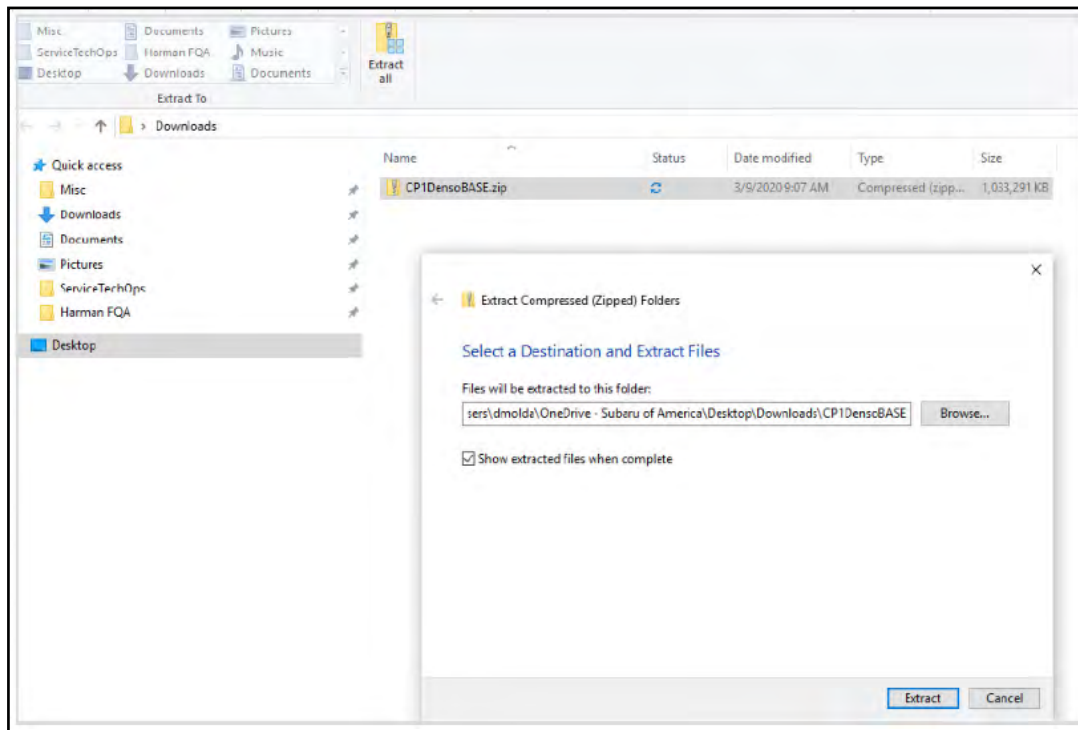 Misc
Documents
Pictures
ServiceTechOps
Harman FQA
Music
Desktop
Downloads
Documents
Extract To
Extract
all
Downloads
Quick access
Misc
Downloads
Documents
Pictures
ServiceTechOps
Harman FQA
Desktop
Name Status Date modified Type Size
CP1DensoBASE.zip 3/9/2020 9:07 AM Compressed (zipp... 1,033,291 KB
Extract Compressed (Zipped) Folders
Select a Destination and Extract Files
Files will be extracted to this folder:
sers\dmolda\OneDrive - Subaru of America\Desktop\Downloads\CP1DensoBASE Browse...
Show extracted files when complete
Extract Cancel